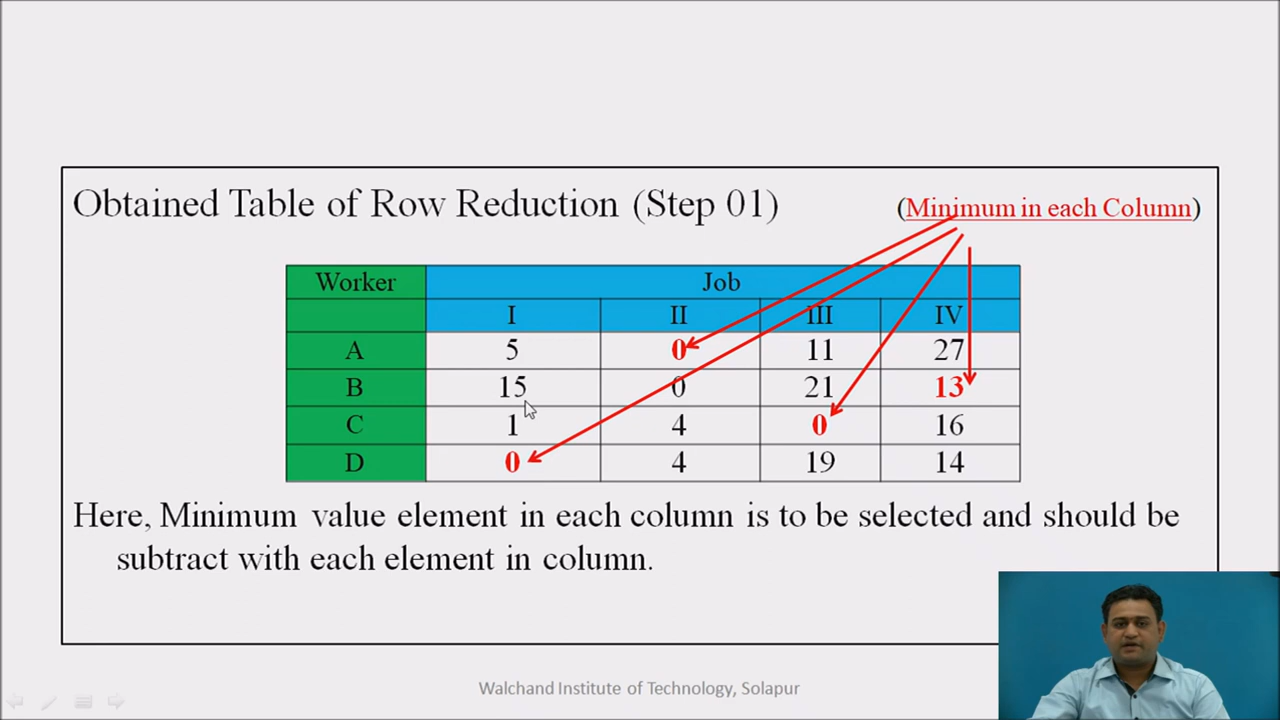 Obtained Table of Row Reduction (Step 01)
(Minimum in each Column)
Worker Job
I II III IV
A 5 0 11 27
B 15 0 21 13
C 1 4 0 16
D 0 4 19 14
Here, Minimum value element in each column is to be selected and should be
subtract with each element in column.
Walchand Institute of Technology, Solapur